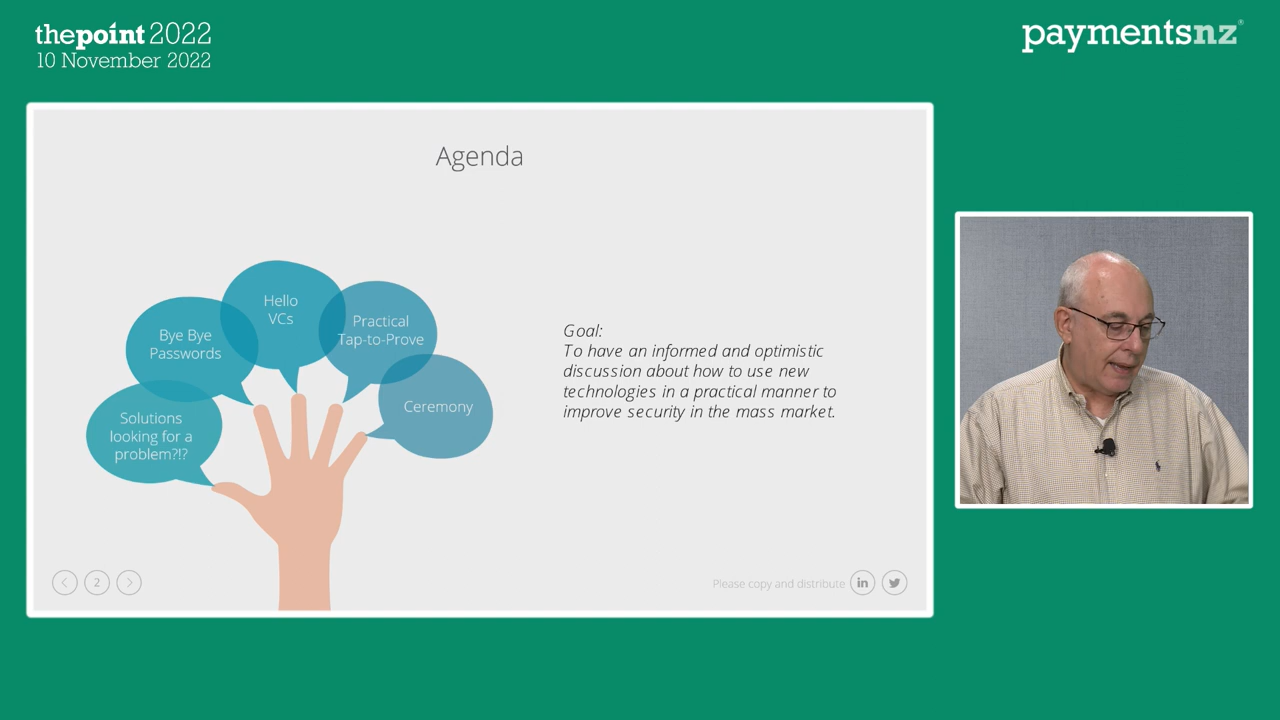 thepoint 2022
10 November 2022
paymentsnz®
Agenda
Solutions
looking for a
problem?!?
Bye Bye
Passwords
Hello
VCs
Practical
Tap-to-Prove
Ceremony
Goal:
To have an informed and optimistic
discussion about how to use new
technologies in a practical manner to
improve security in the mass market.
2
Please copy and distribute
in